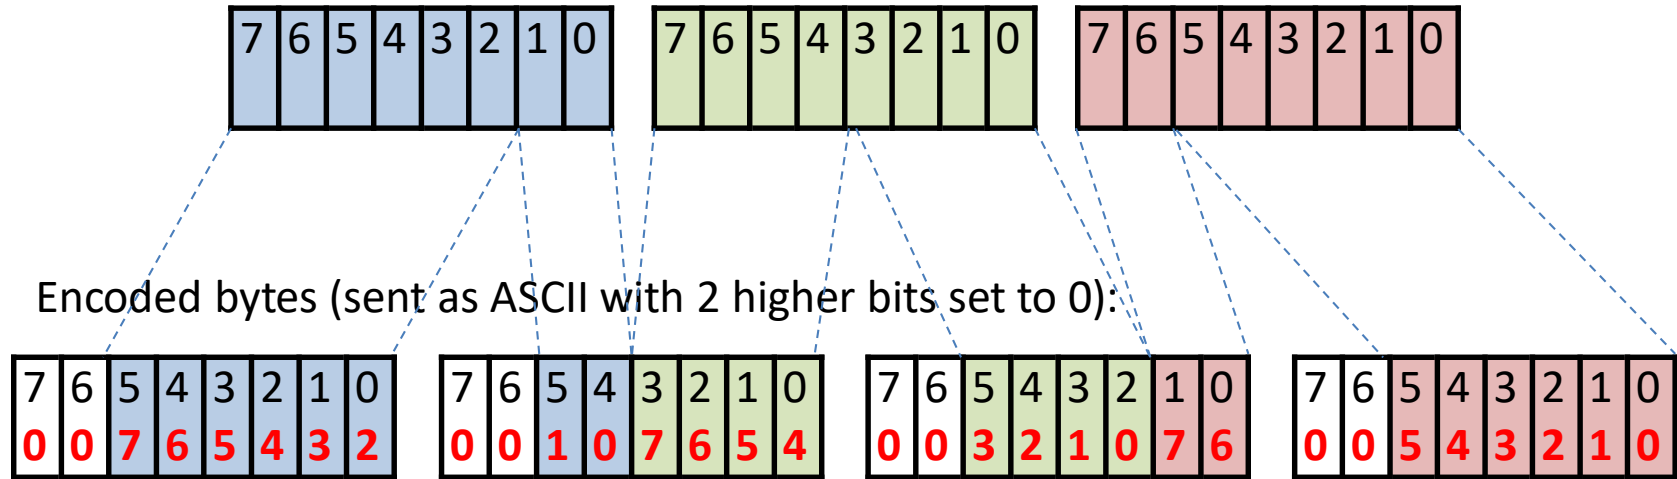 7 6 5 4 3 2 1 0 7 6 5 4 3 2 1 0 7 6 5 4 3 2 1 0
Encoded bytes (sent as ASCII with 2 higher bits set to 0):
7 6 5 4 3 2 1 0 7 6 5 4 3 2 1 0 7 6 5 4 3 2 1 0 7 6 5 4 3 2 1 0
0 0 7 6 5 4 3 2 0 0 1 0 7 6 5 4 0 0 3 2 1 0 7 6 0 0 5 4 3 2 1 0